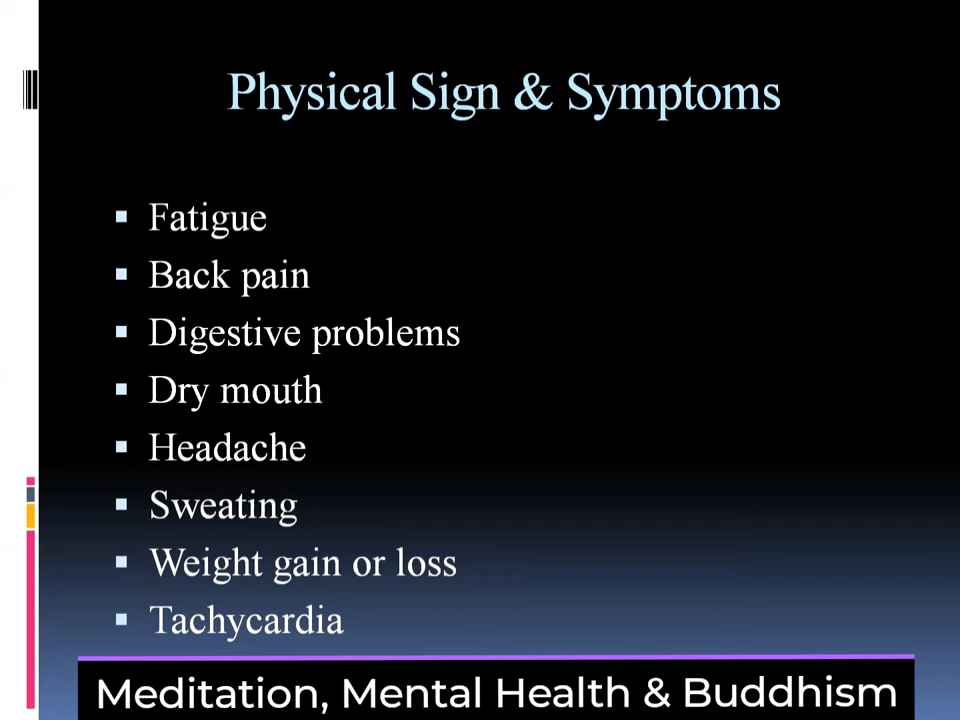 Physical Sign & Symptoms
Fatigue
Back pain
Digestive problems
Dry mouth
Headache
Sweating
Weight gain or loss
Tachycardia
Meditation, Mental Health & Buddhism